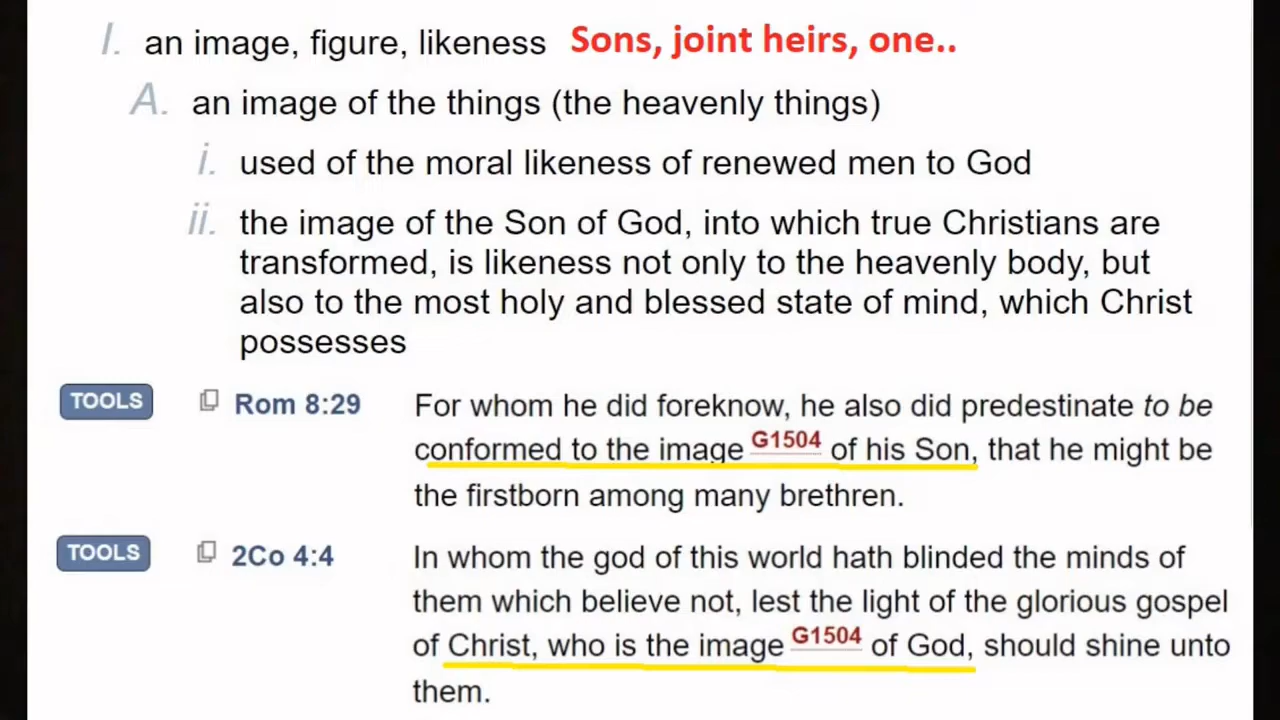 I. an image, figure, likeness Sons, joint heirs, one..
A. an image of the things (the heavenly things)
i. used of the moral likeness of renewed men to God
ii. the image of the Son of God, into which true Christians are
transformed, is likeness not only to the heavenly body, but
also to the most holy and blessed state of mind, which Christ
possesses
TOOLS Rom 8:29 For whom he did foreknow, he also did predestinate to be
conformed to the image G1504 of his Son, that he might be
the firstborn among many brethren.
TOOLS 2Co 4:4 In whom the god of this world hath blinded the minds of
them which believe not, lest the light of the glorious gospel
of Christ, who is the image G1504 of God, should shine unto
them.